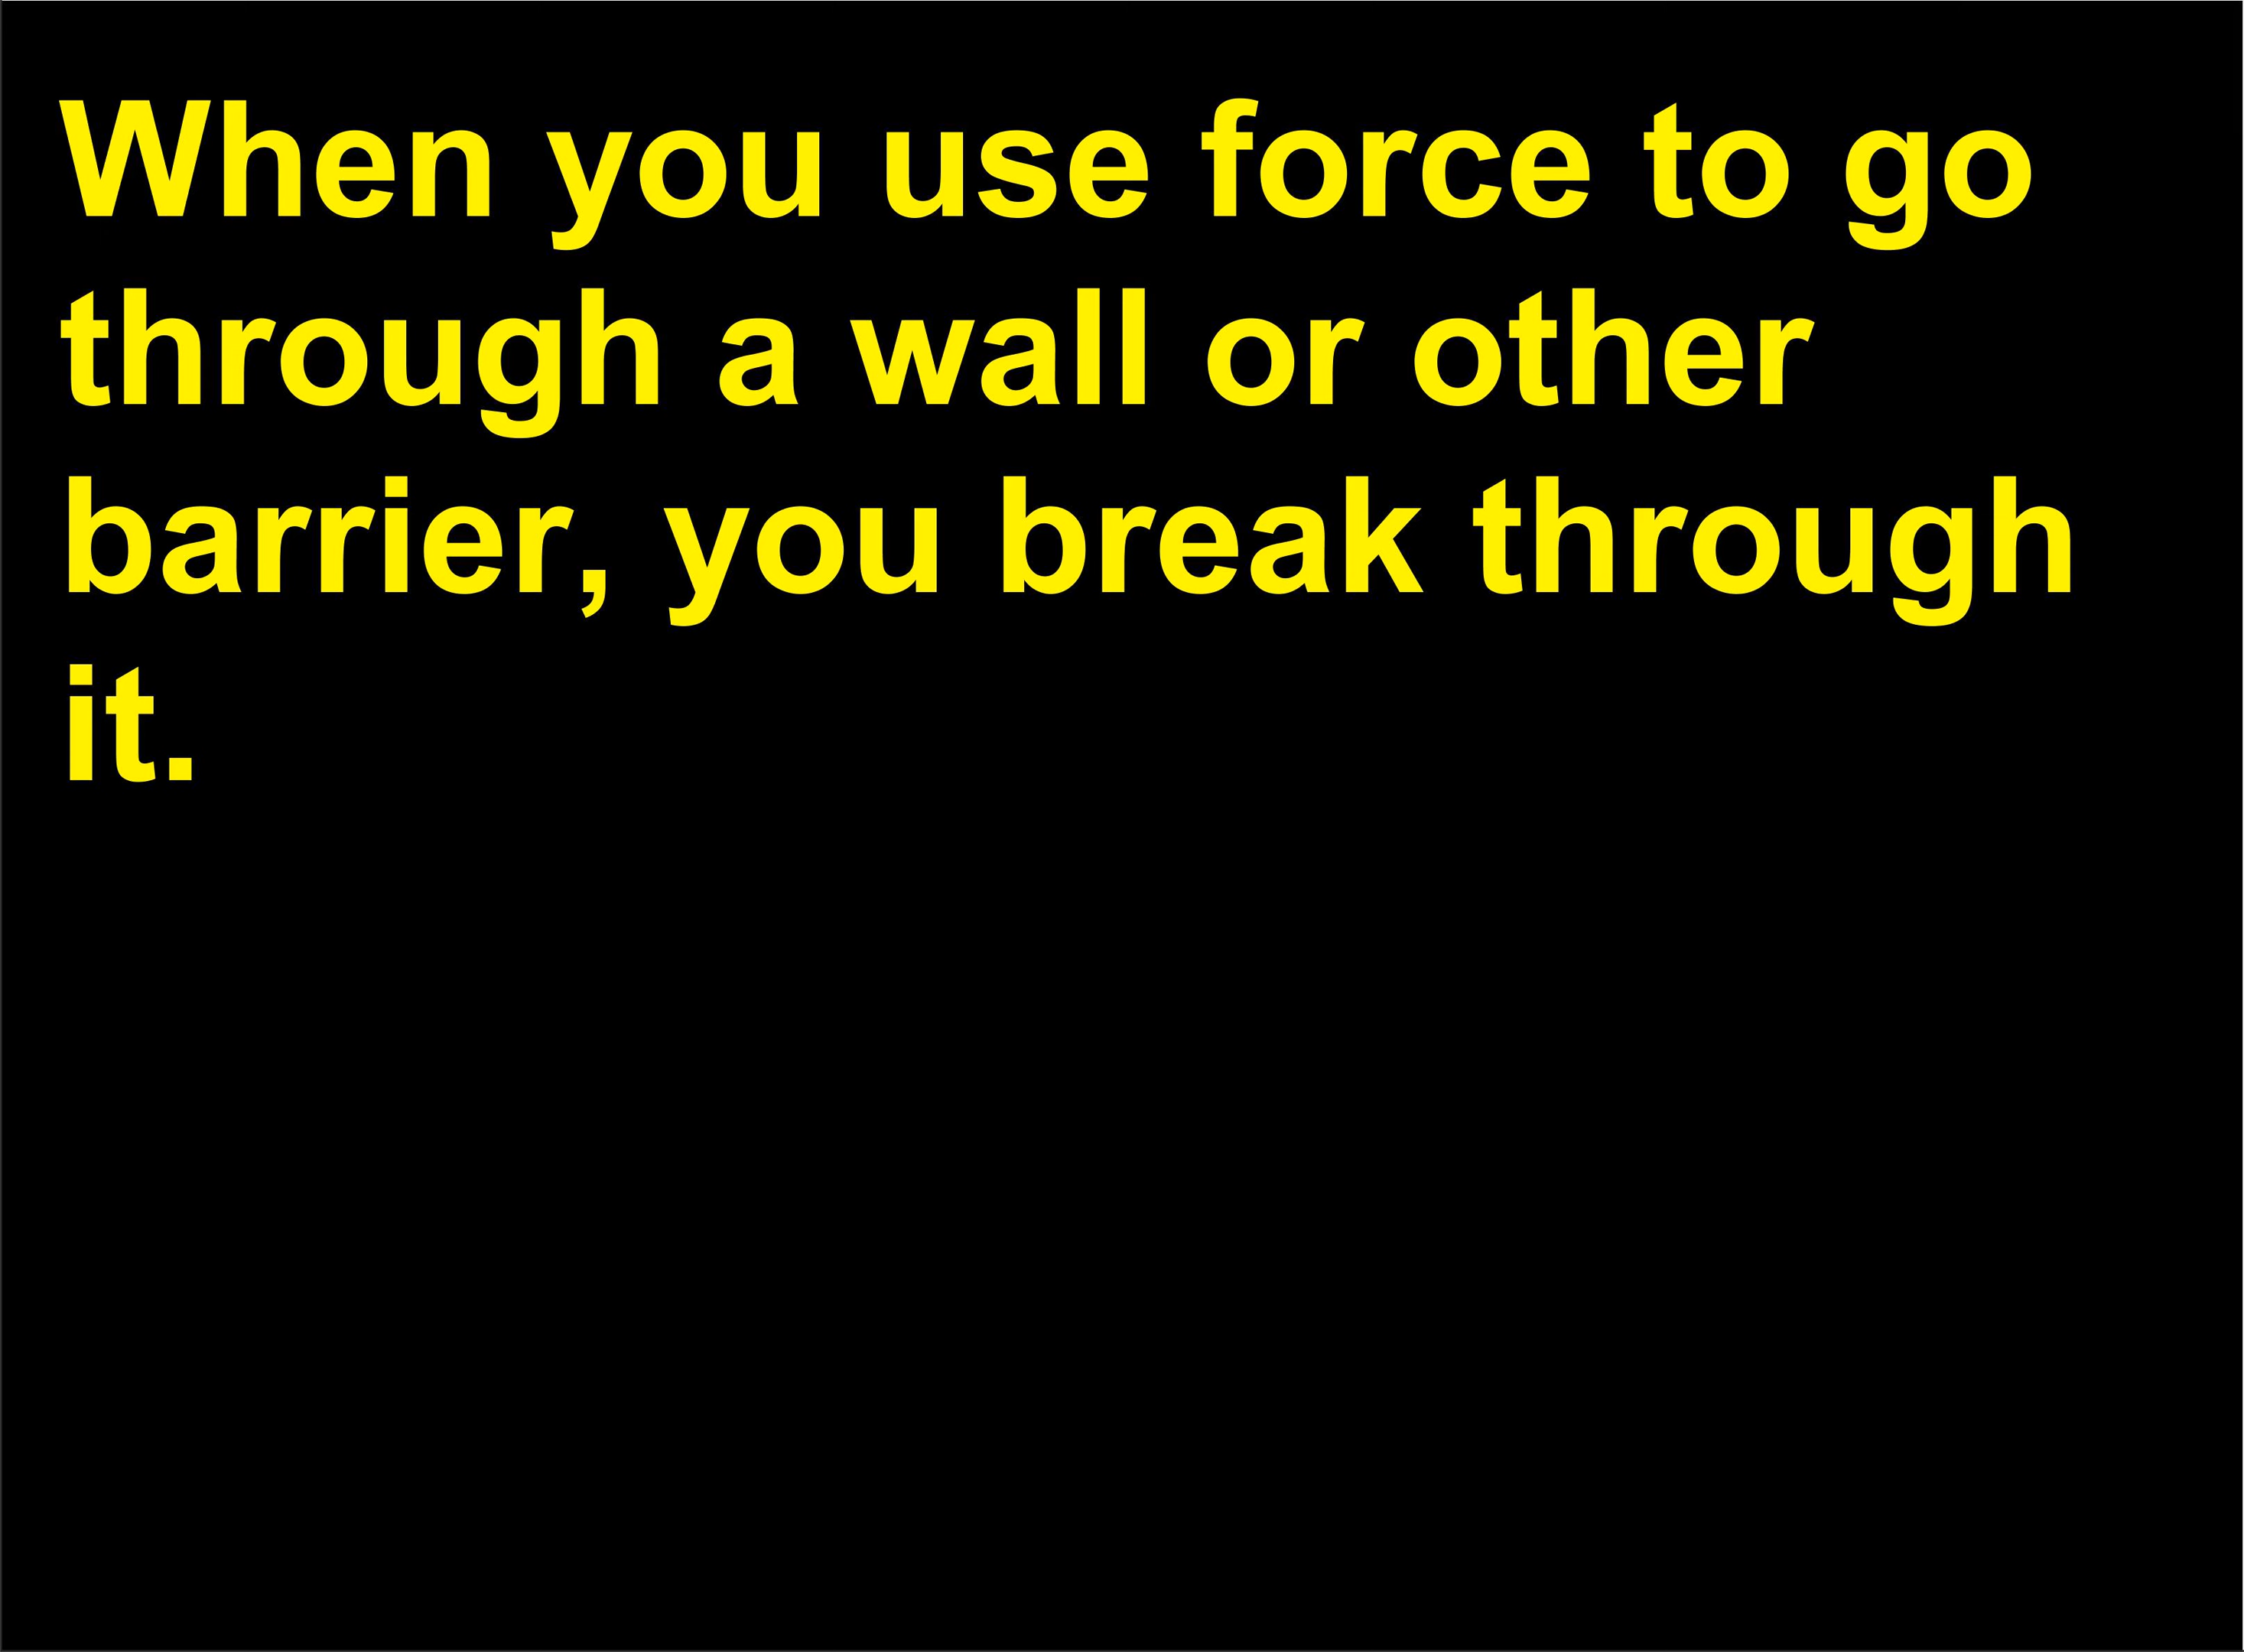 When you use force to go
through a wall or other
barrier, you break through
it.